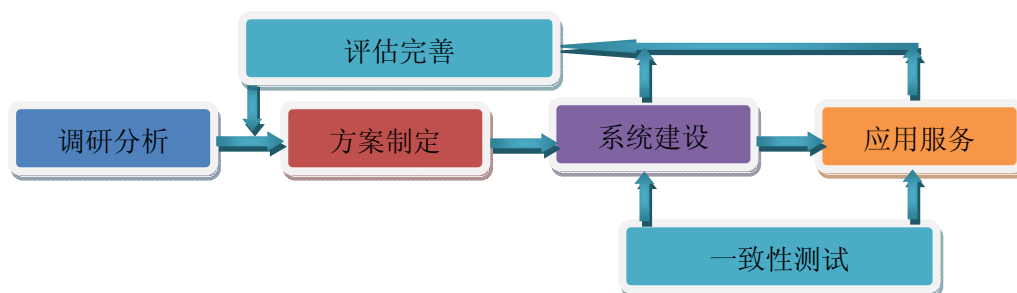 评估完善
调研分析
方案制定
系统建设
应用服务
一致性测试